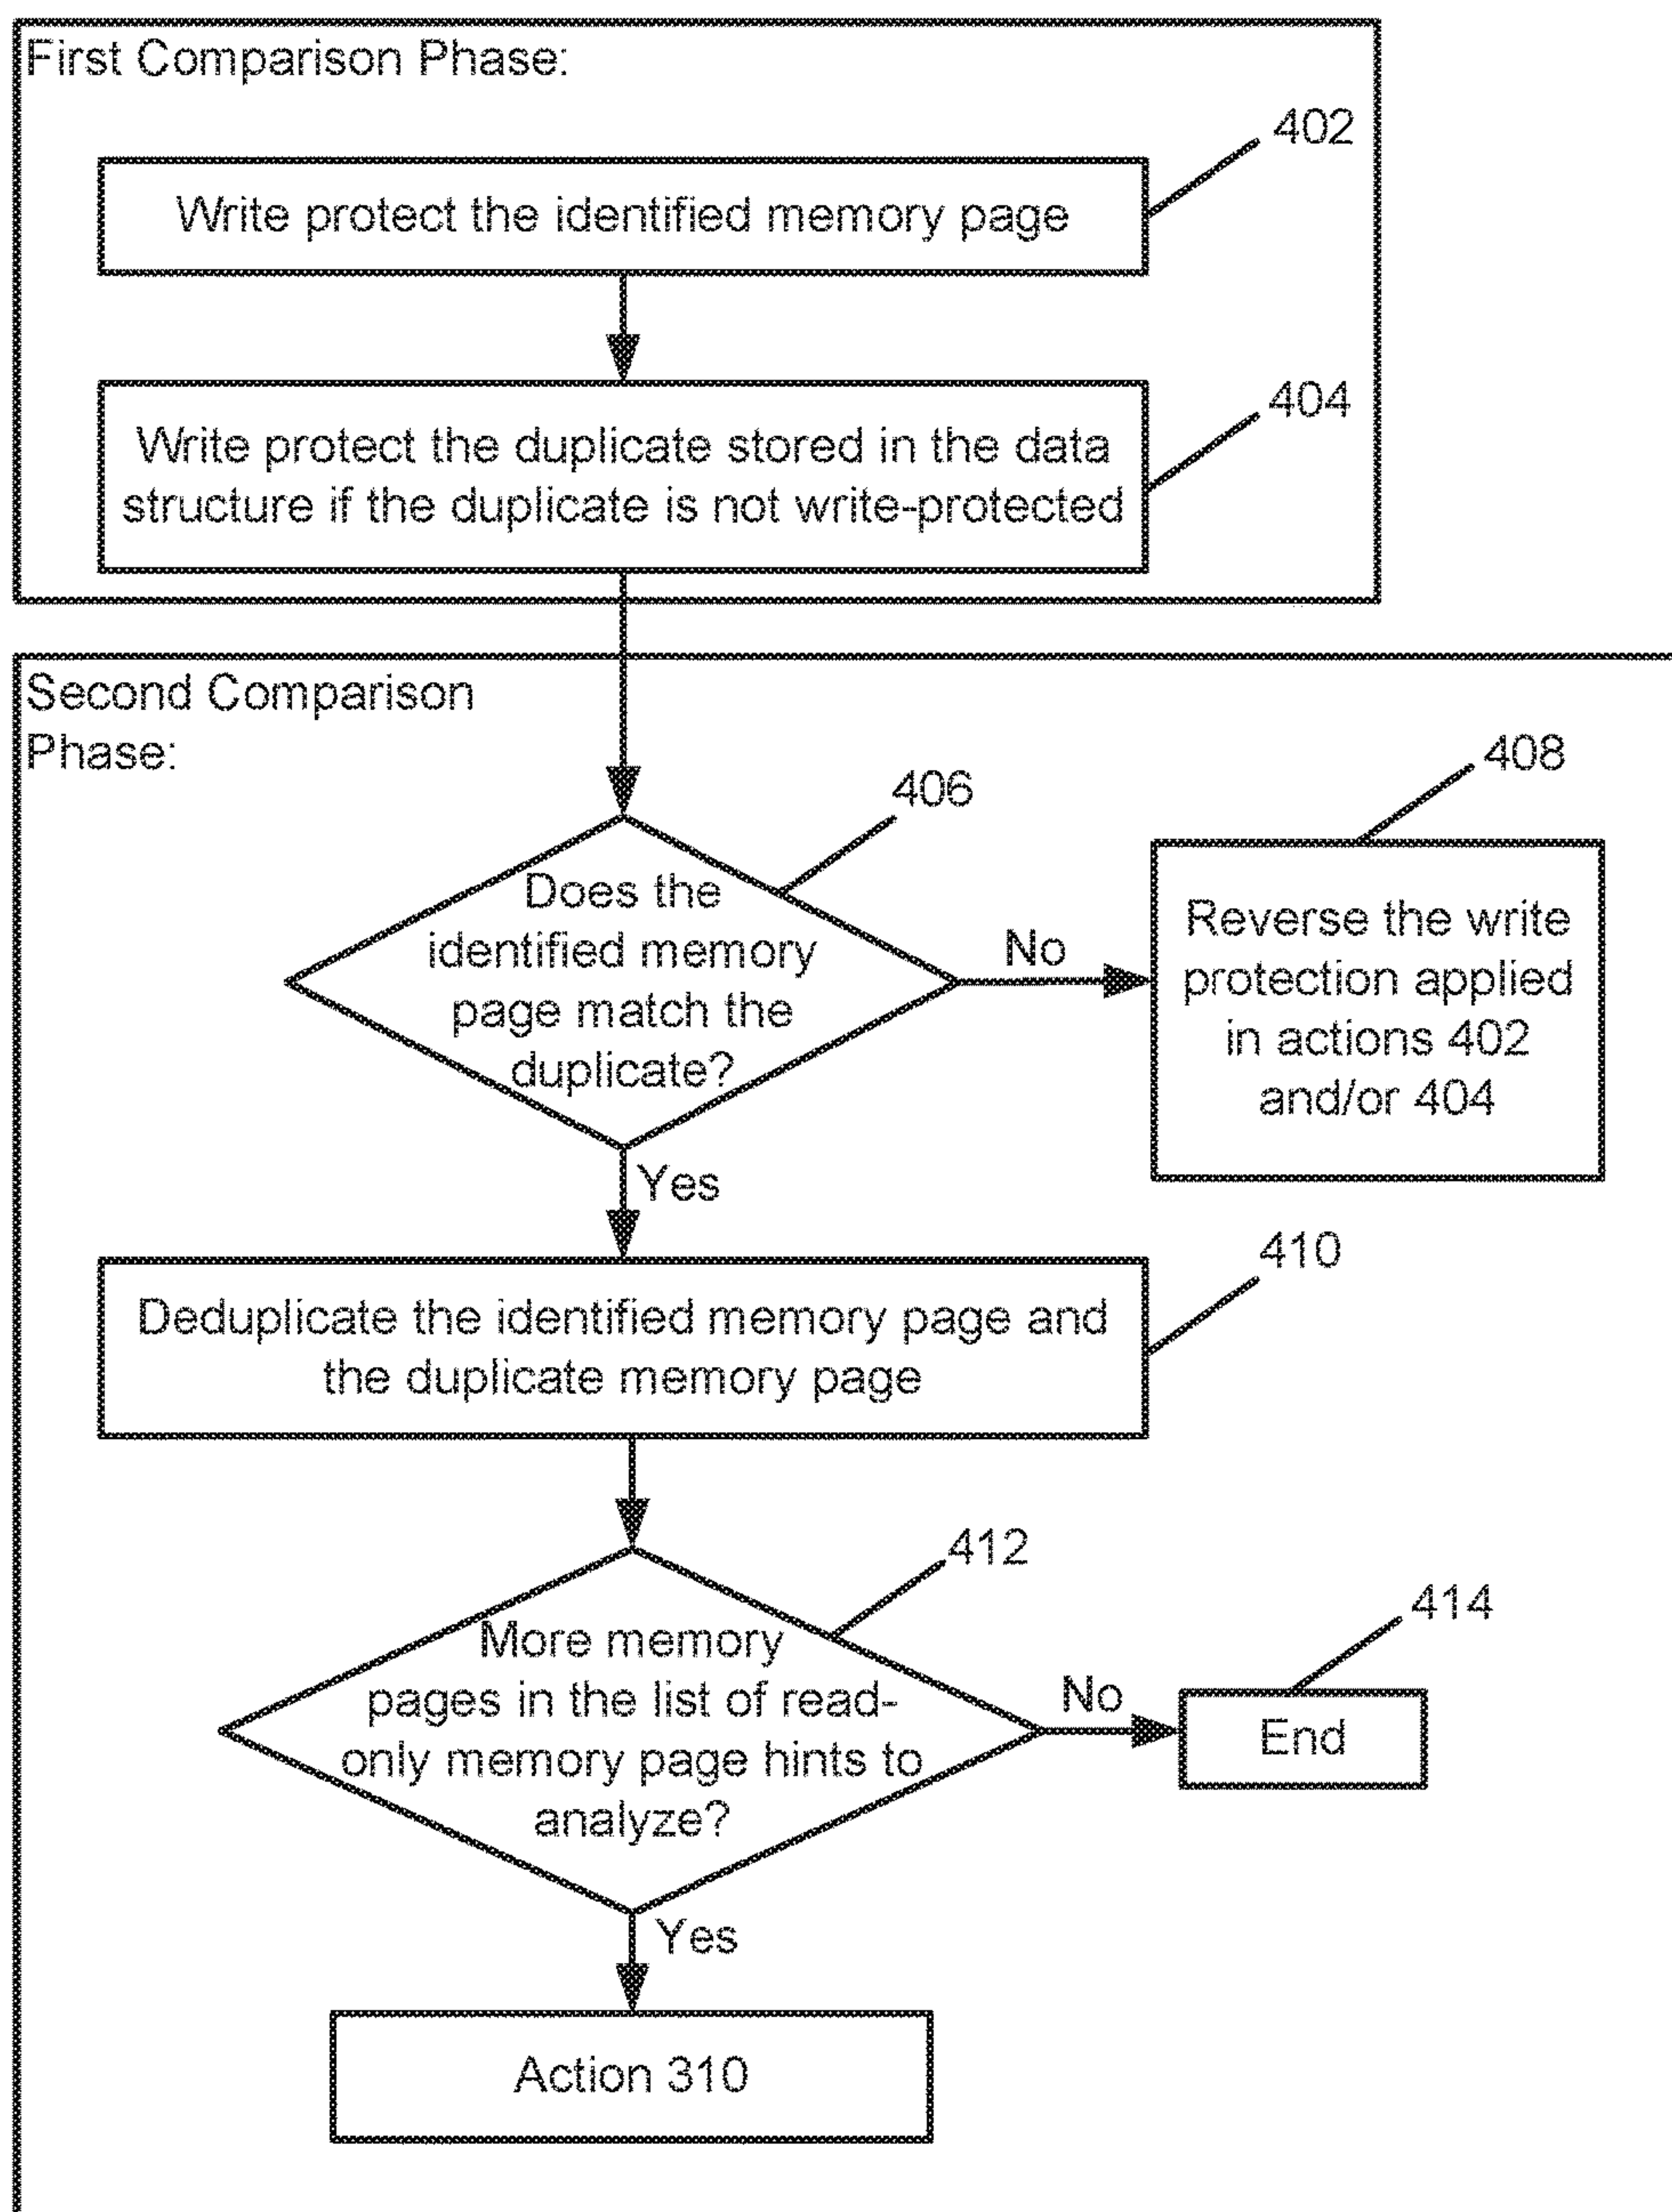 First Comparison Phase:
402
Write protect the identified memory page
404
Write protect the duplicate stored in the data
structure if the duplicate is not write-protected
Second Comparison
Phase:
406
408
Does the
identified memory
page match the
duplicate?
No
Reverse the write
protection applied
in actions 402
and/or 404
Yes
410
Deduplicate the identified memory page and
the duplicate memory page
412
414
More memory
pages in the list of read-
only memory page hints to
analyze?
No
End
Yes
Action 310